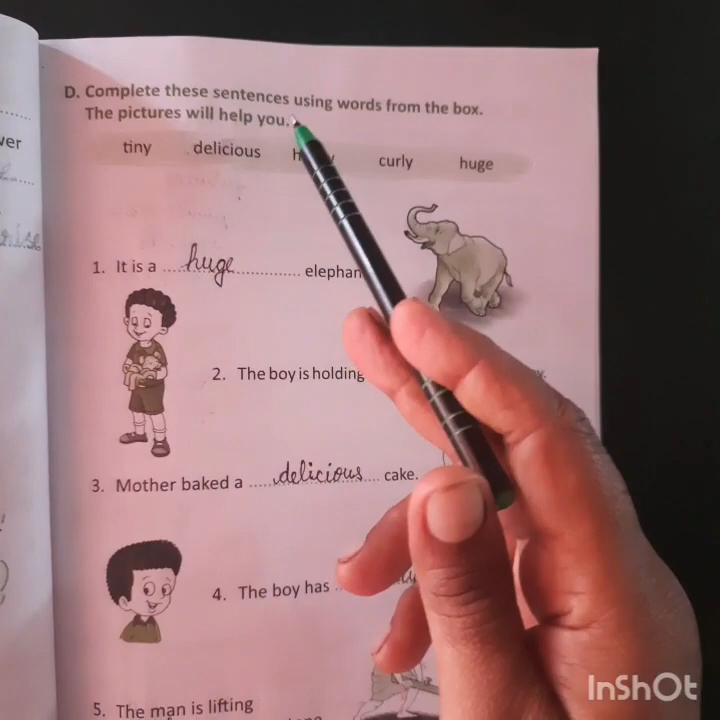 D. Complete these sentences using words from the box.
The pictures will help you.
ver
tiny delicious curly huge
1. It is a huge elephan
2. The boy is holding
3. Mother baked a delicious cake.
4. The boy has
5. The man is lifting
InShOt